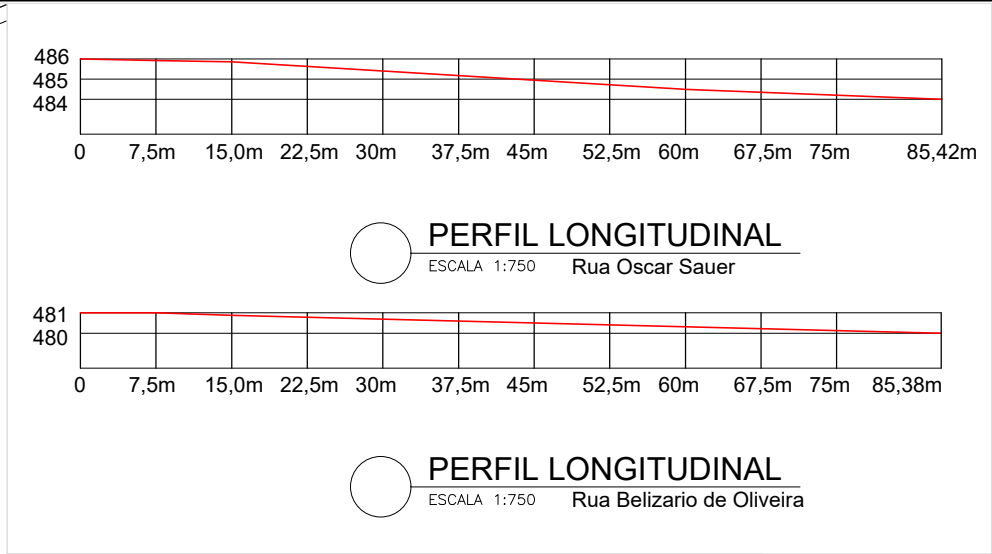 486
485
484
0 7,5m 15,0m 22,5m 30m 37,5m 45m 52,5m 60m 67,5m 75m 85,42m
PERFIL LONGITUDINAL
ESCALA 1:750 Rua Oscar Sauer
481
480
0 7,5m 15,0m 22,5m 30m 37,5m 45m 52,5m 60m 67,5m 75m 85,38m
PERFIL LONGITUDINAL
ESCALA 1:750 Rua Belizario de Oliveira